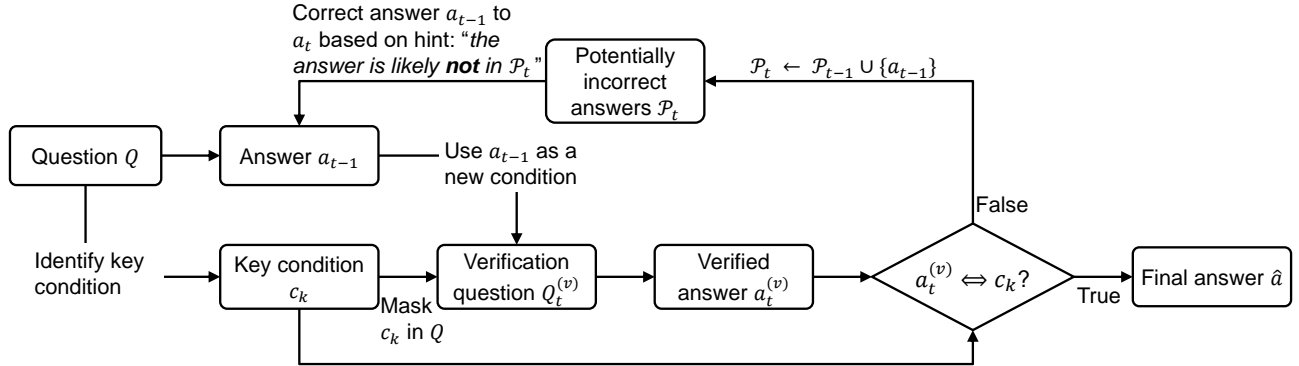 Correct answer a_{t−1} to
a_t based on hint: "the
answer is likely not in 𝒫_t"
Potentially
incorrect
answers 𝒫_t
𝒫_t ← 𝒫_{t−1} ∪ {a_{t−1}}
Question Q
Answer a_{t−1}
Use a_{t−1} as a
new condition
False
Identify key
condition
Key condition
c_k
Mask
c_k in Q
Verification
question Q_t^{(v)}
Verified
answer a_t^{(v)}
a_t^{(v)} ⇔ c_k?
True
Final answer â